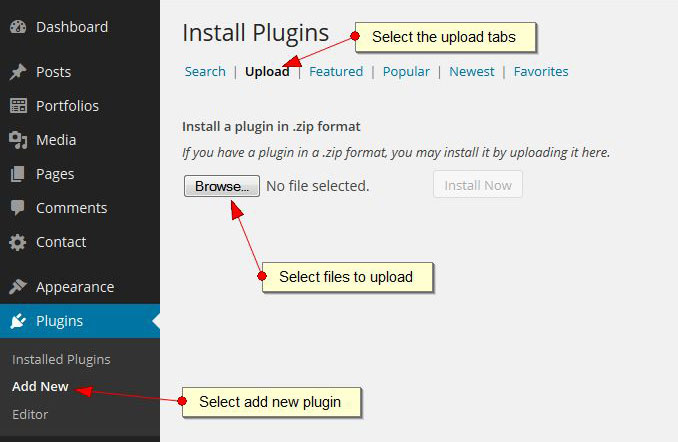 Dashboard
Posts
Portfolios
Media
Pages
Comments
Contact
Appearance
Plugins
Installed Plugins
Add New
Editor
Install Plugins
Select the upload tabs
Search | Upload | Featured | Popular | Newest | Favorites
Install a plugin in .zip format
If you have a plugin in a .zip format, you may install it by uploading it here.
Browse... No file selected. Install Now
Select files to upload
Select add new plugin